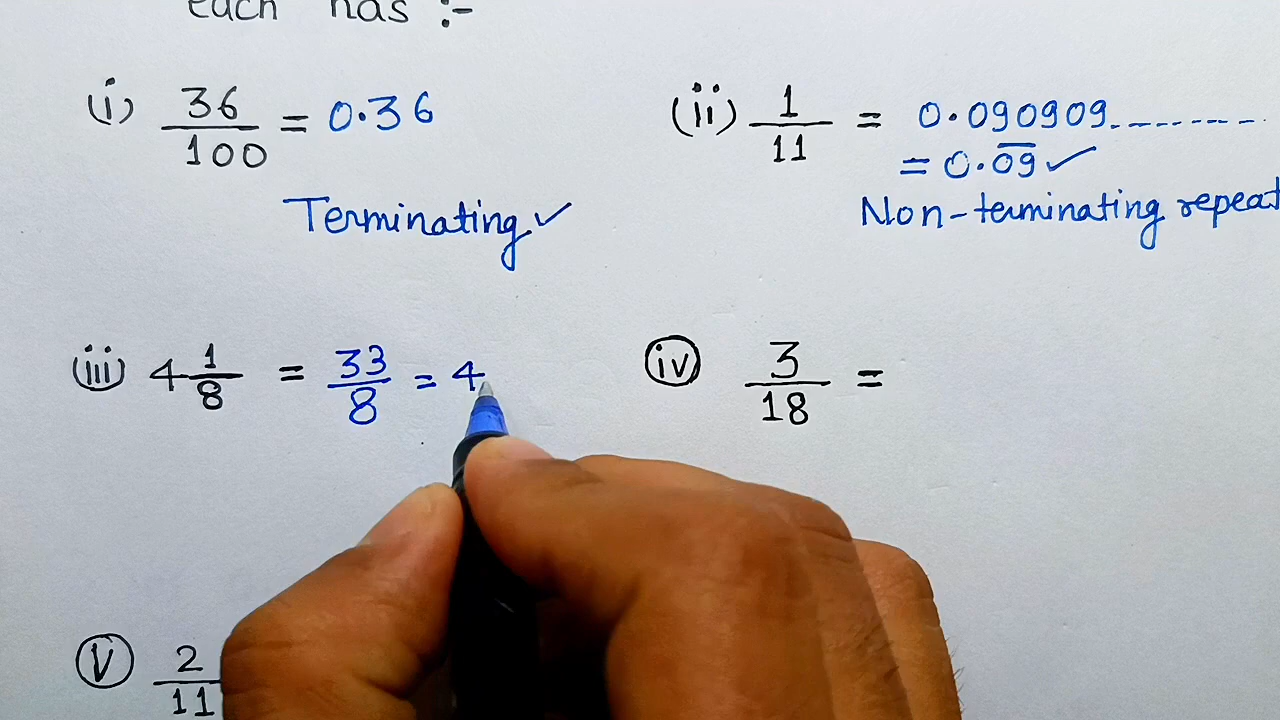 each has :-
(i) 36/100 = 0.36
Terminating ✓
(ii) 1/11 = 0.090909.--------
= 0.0̅9̅ ✓
Non-terminating repeat
(iii) 4 1/8 = 33/8 = 4
(iv) 3/18 =
(V) 2/11